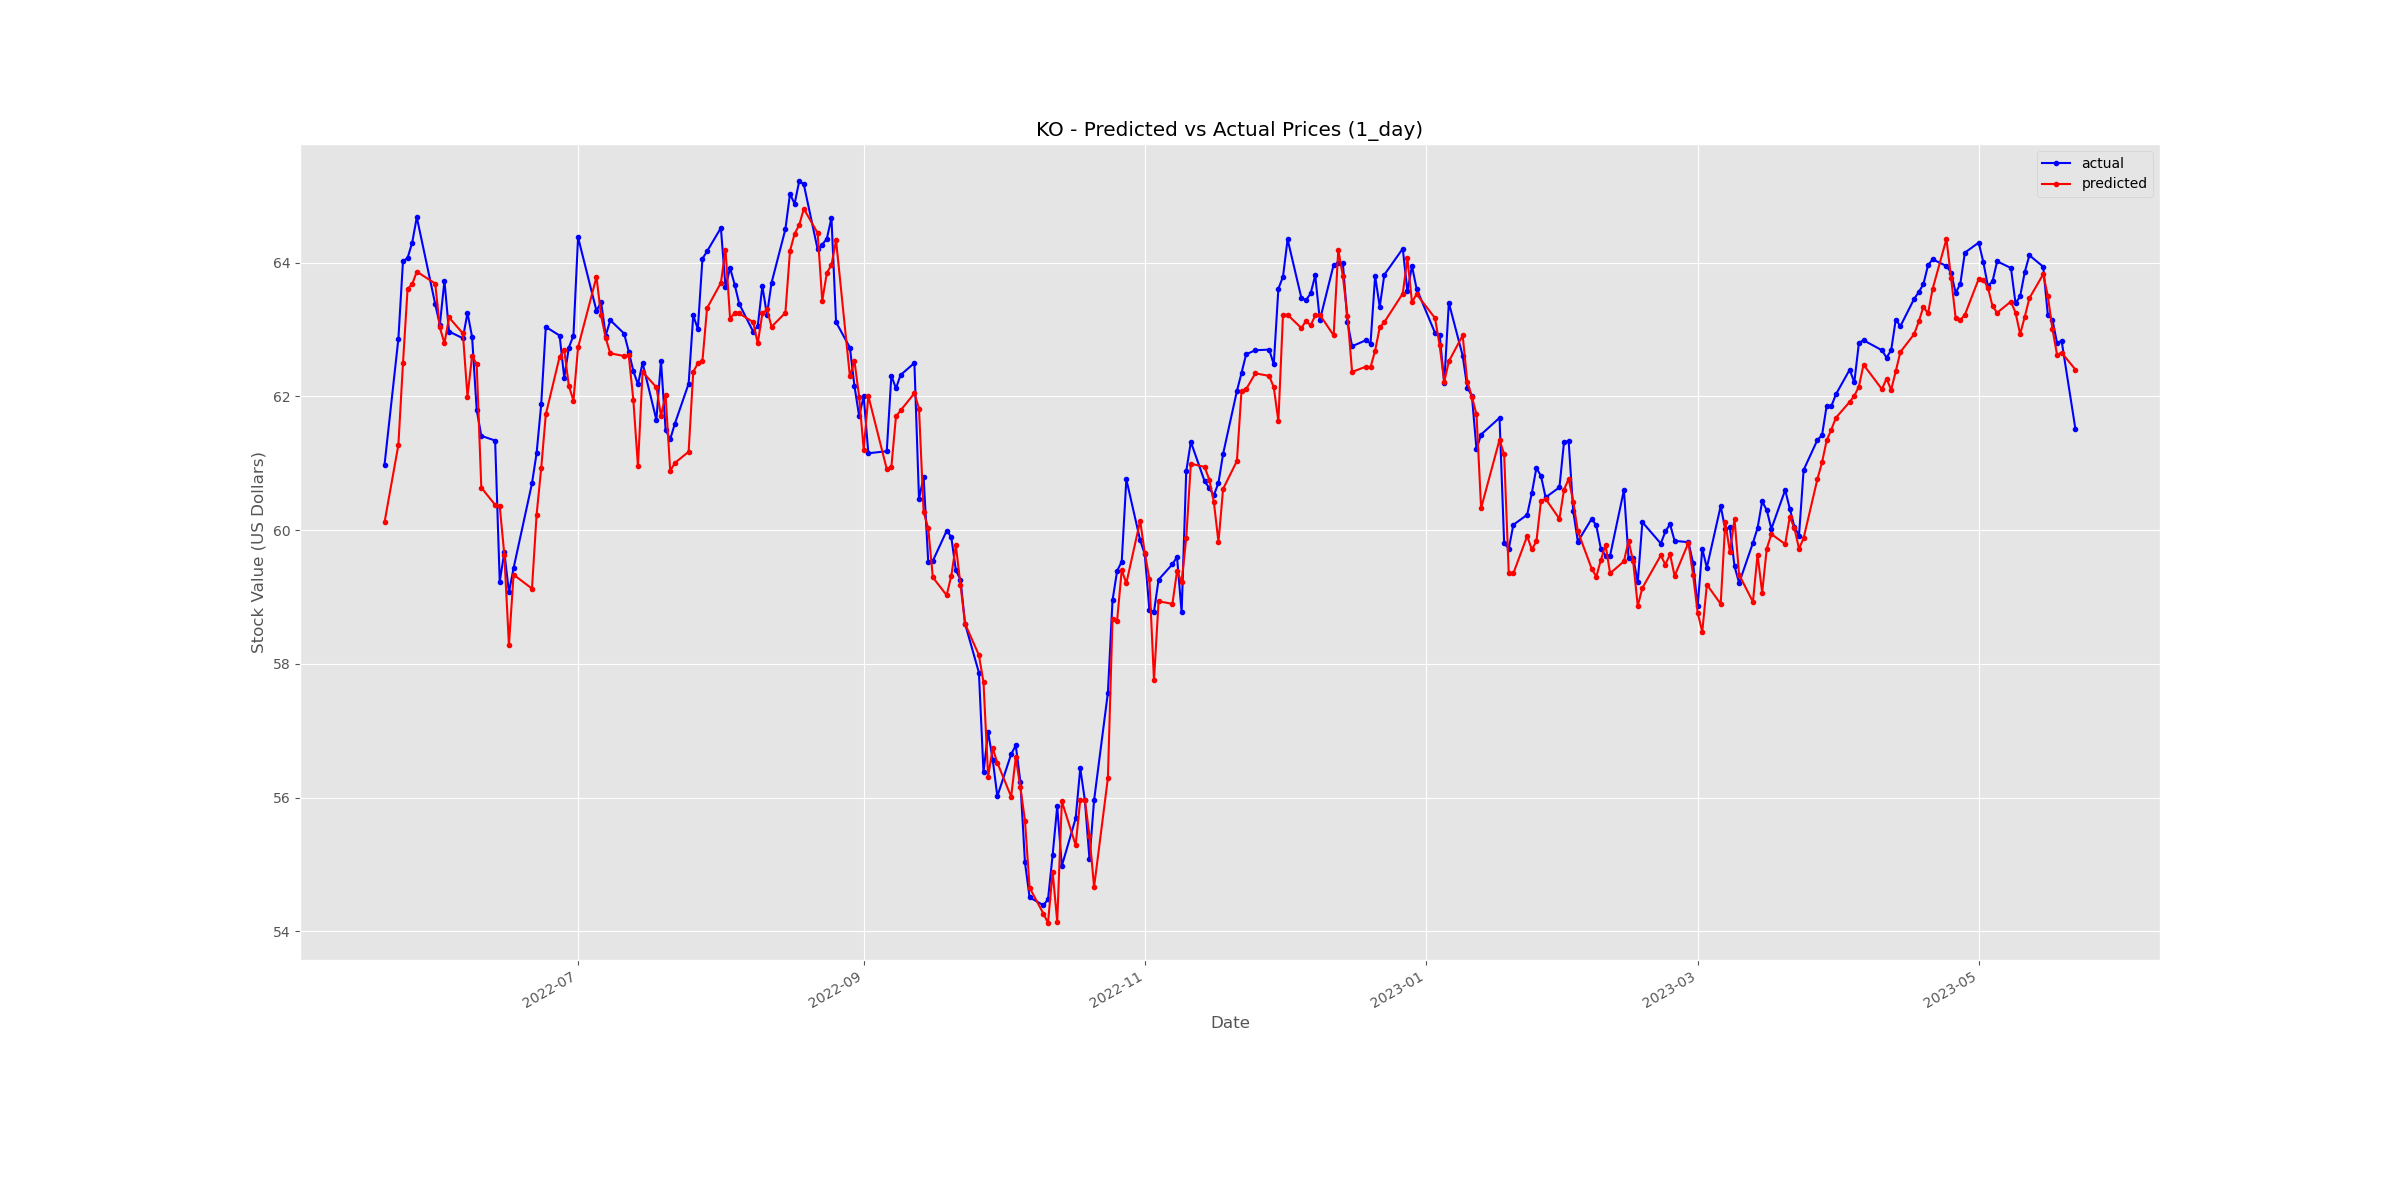 KO - Predicted vs Actual Prices (1_day)
actual
predicted
Stock Value (US Dollars)
64
62
60
58
56
54
2022-07
2022-09
2022-11
2023-01
2023-03
2023-05
Date